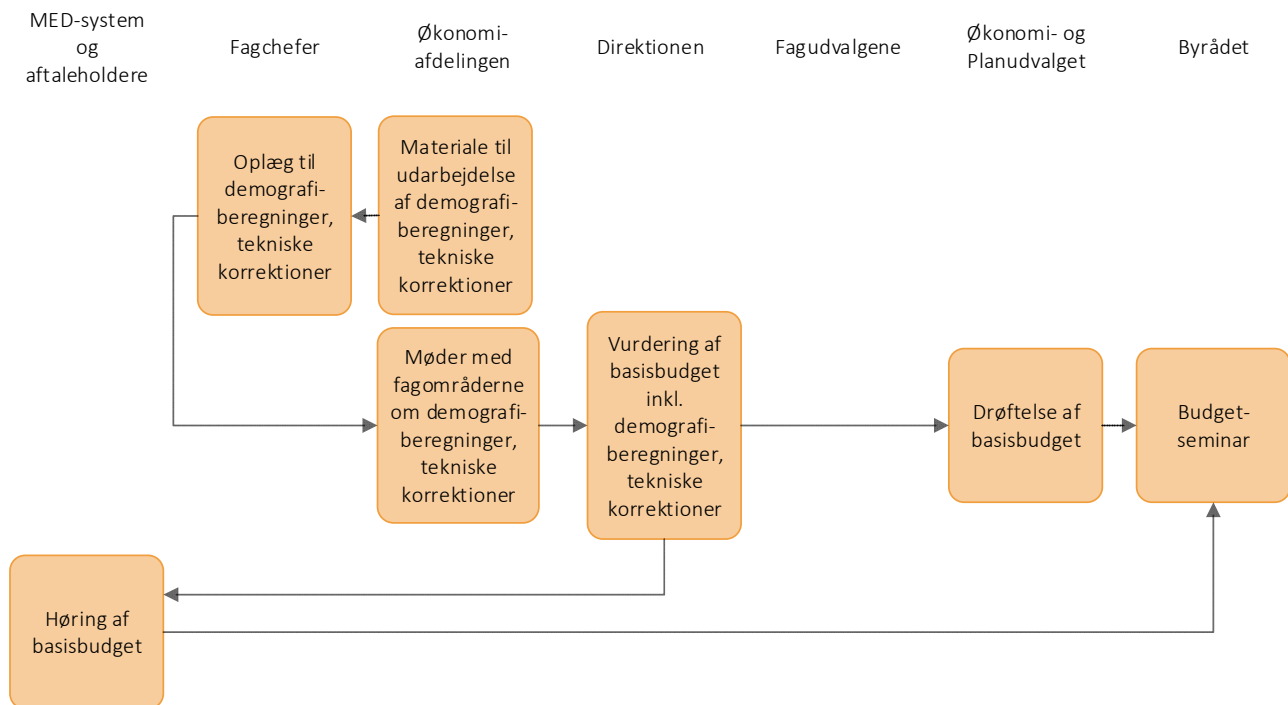 MED-system
og
aftaleholdere
Fagchefer
Økonomi-
afdelingen
Direktionen
Fagudvalgene
Økonomi- og
Planudvalget
Byrådet
Oplæg til
demografi-
beregninger,
tekniske
korrektioner
Materiale til
udarbejdelse
af demografi-
beregninger,
tekniske
korrektioner
Møder med
fagområderne
om demografi-
beregninger,
tekniske
korrektioner
Vurdering af
basisbudget
inkl.
demografi-
beregninger,
tekniske
korrektioner
Drøftelse af
basisbudget
Budget-
seminar
Høring af
basisbudget